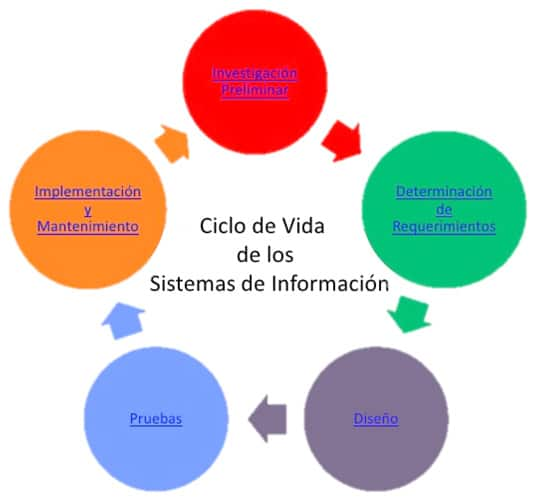 Investigación
Preliminar
Implementación
y
Mantenimiento
Determinación
de
Requerimientos
Ciclo de Vida
de los
Sistemas de Información
Pruebas
Diseño